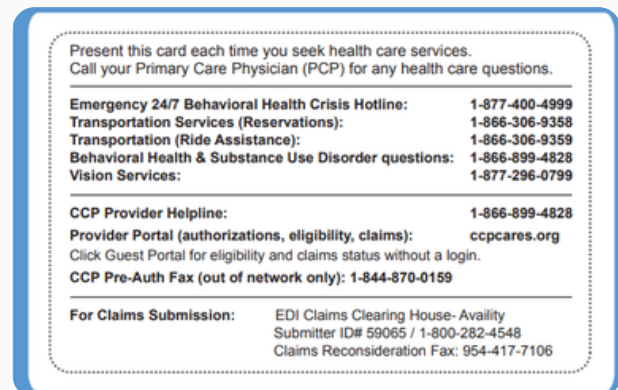 Present this card each time you seek health care services.
Call your Primary Care Physician (PCP) for any health care questions.
Emergency 24/7 Behavioral Health Crisis Hotline: 1-877-400-4999
Transportation Services (Reservations): 1-866-306-9358
Transportation (Ride Assistance): 1-866-306-9359
Behavioral Health & Substance Use Disorder questions: 1-866-899-4828
Vision Services: 1-877-296-0799
CCP Provider Helpline: 1-866-899-4828
Provider Portal (authorizations, eligibility, claims): ccpcares.org
Click Guest Portal for eligibility and claims status without a login.
CCP Pre-Auth Fax (out of network only): 1-844-870-0159
For Claims Submission: EDI Claims Clearing House- Availity
Submitter ID# 59065 / 1-800-282-4548
Claims Reconsideration Fax: 954-417-7106